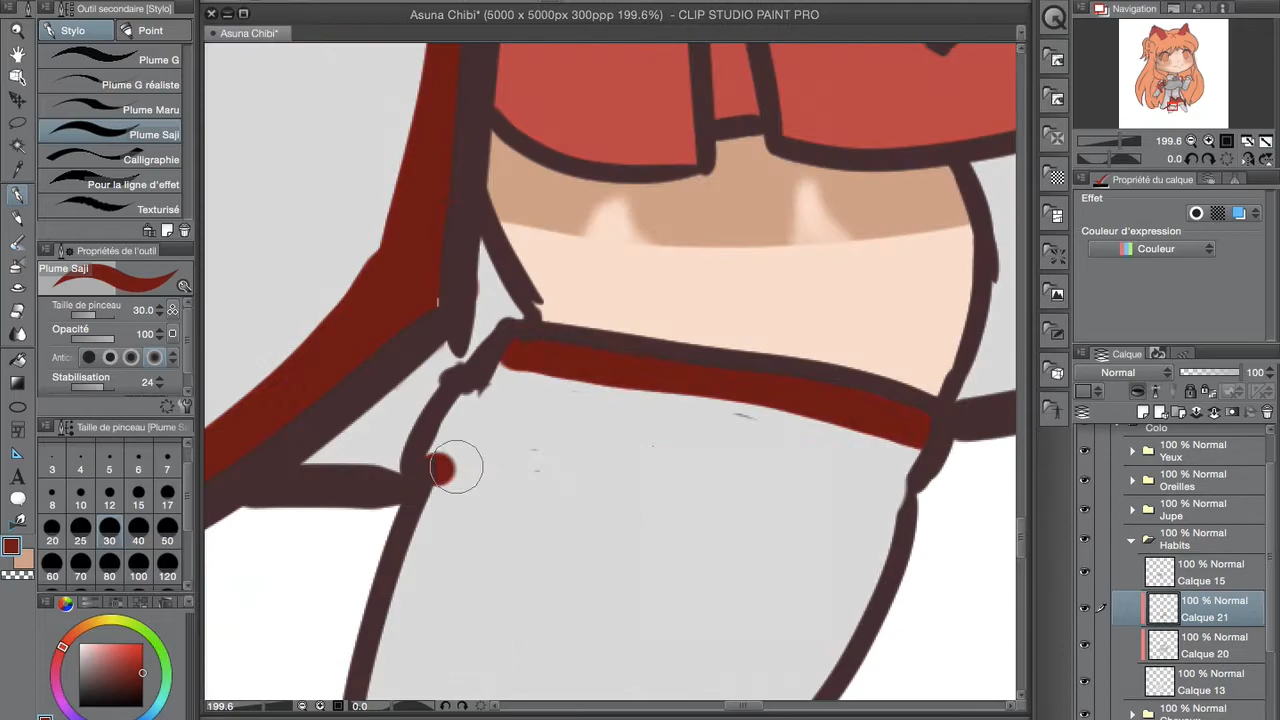 Outil secondaire [Stylo]
Stylo
Point
Plume G
Plume G réaliste
Plume Maru
Plume Saji
Calligraphie
Pour la ligne d'effet
Texturisé
Propriétés de l'outil
Plume Saji
Taille de pinceau 30.0
Opacité 100
Antic
Stabilisation 24
Taille de pinceau [Plume Sa
3 4 5 6 7
8 10 12 15 17
20 25 30 40 50
60 70 80 100 120
Asuna Chibi* (5000 x 5000px 300ppp 199.6%) - CLIP STUDIO PAINT PRO
Asuna Chibi*
199.6
0.0
Navigation
199.6
0.0
Propriété du calque
Effet
Couleur d'expression
Couleur
Calque
Normal 100
Colo
100 % Normal
Yeux
100 % Normal
Oreilles
100 % Normal
Jupe
100 % Normal
Habits
100 % Normal
Calque 15
100 % Normal
Calque 21
100 % Normal
Calque 20
100 % Normal
Calque 13
100 % Normal